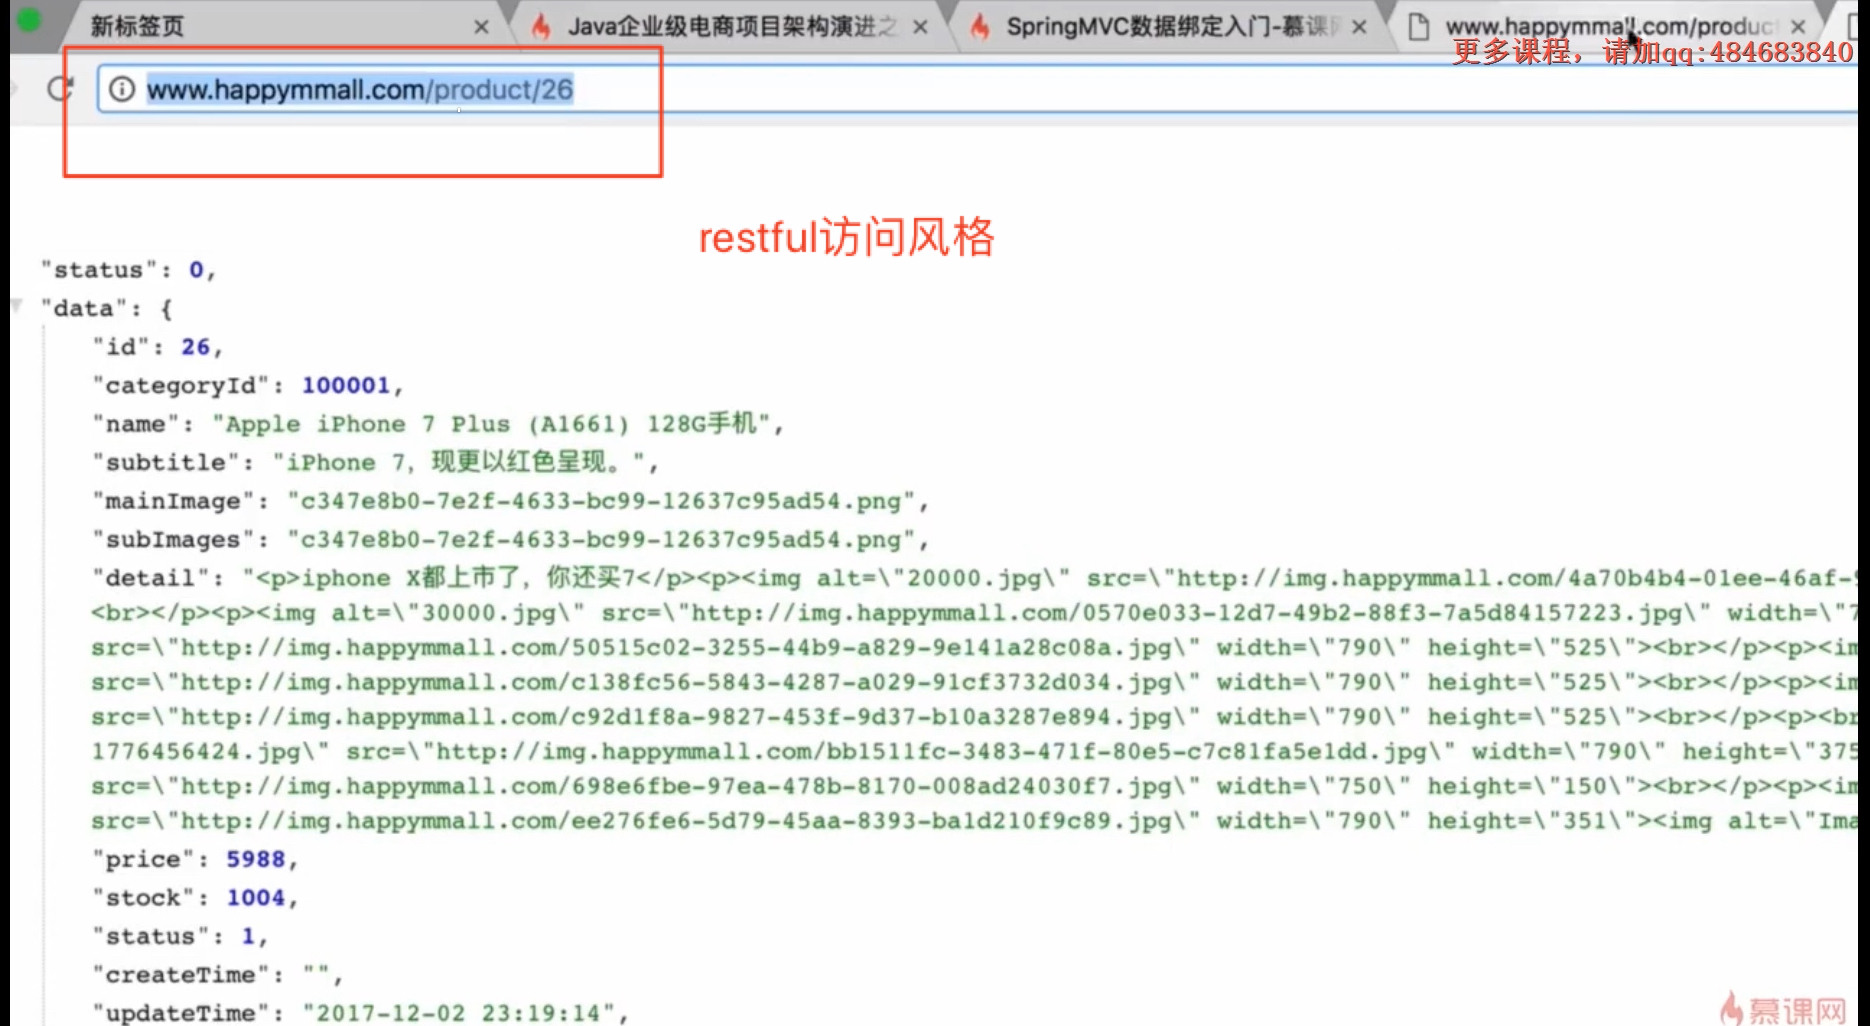 新标签页
Java企业级电商项目架构演进之
SpringMVC数据绑定入门-慕课
www.happymmall.com/product
更多课程，请加qq:484683840
www.happymmall.com/product/26
restful访问风格
"status": 0,
"data": {
"id": 26,
"categoryId": 100001,
"name": "Apple iPhone 7 Plus (A1661) 128G手机",
"subtitle": "iPhone 7，现更以红色呈现。",
"mainImage": "c347e8b0-7e2f-4633-bc99-12637c95ad54.png",
"subImages": "c347e8b0-7e2f-4633-bc99-12637c95ad54.png",
"detail": "<p>iphone X都上市了，你还买7</p><p><img alt=\"20000.jpg\" src=\"http://img.happymmall.com/4a70b4b4-01ee-46af-
<br></p><p><img alt=\"30000.jpg\" src=\"http://img.happymmall.com/0570e033-12d7-49b2-88f3-7a5d84157223.jpg\" width=\"7
src=\"http://img.happymmall.com/50515c02-3255-44b9-a829-9e141a28c08a.jpg\" width=\"790\" height=\"525\"><br></p><p><im
src=\"http://img.happymmall.com/c138fc56-5843-4287-a029-91cf3732d034.jpg\" width=\"790\" height=\"525\"><br></p><p><im
src=\"http://img.happymmall.com/c92d1f8a-9827-453f-9d37-b10a3287e894.jpg\" width=\"790\" height=\"525\"><br></p><p><br
1776456424.jpg\" src=\"http://img.happymmall.com/bb1511fc-3483-471f-80e5-c7c81fa5e1dd.jpg\" width=\"790\" height=\"375
src=\"http://img.happymmall.com/698e6fbe-97ea-478b-8170-008ad24030f7.jpg\" width=\"750\" height=\"150\"><br></p><p><im
src=\"http://img.happymmall.com/ee276fe6-5d79-45aa-8393-ba1d210f9c89.jpg\" width=\"790\" height=\"351\"><img alt=\"Ima
"price": 5988,
"stock": 1004,
"status": 1,
"createTime": "",
"updateTime": "2017-12-02 23:19:14",
慕课网